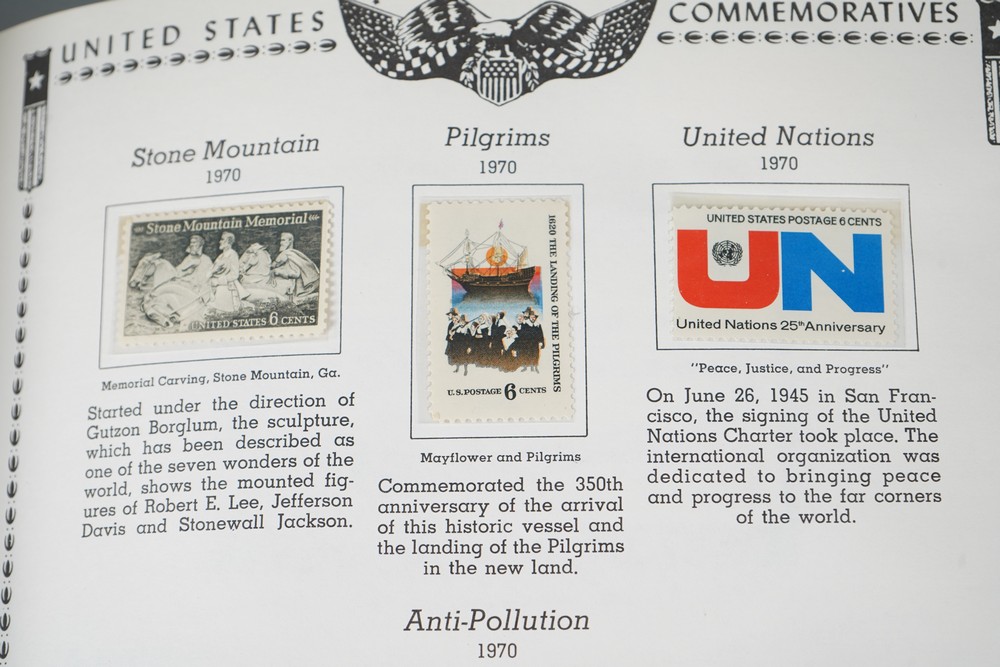 UNITED STATES
COMMEMORATIVES
Stone Mountain
1970
Stone Mountain Memorial
UNITED STATES 6 CENTS
Memorial Carving, Stone Mountain, Ga.
Started under the direction of
Gutzon Borglum, the sculpture,
which has been described as
one of the seven wonders of the
world, shows the mounted fig-
ures of Robert E. Lee, Jefferson
Davis and Stonewall Jackson.
Pilgrims
1970
1620 THE LANDING OF THE PILGRIMS
U.S. POSTAGE 6 CENTS
Mayflower and Pilgrims
Commemorated the 350th
anniversary of the arrival
of this historic vessel and
the landing of the Pilgrims
in the new land.
United Nations
1970
UNITED STATES POSTAGE 6 CENTS
UN
United Nations 25th Anniversary
"Peace, Justice, and Progress"
On June 26, 1945 in San Fran-
cisco, the signing of the United
Nations Charter took place. The
international organization was
dedicated to bringing peace
and progress to the far corners
of the world.
Anti-Pollution
1970